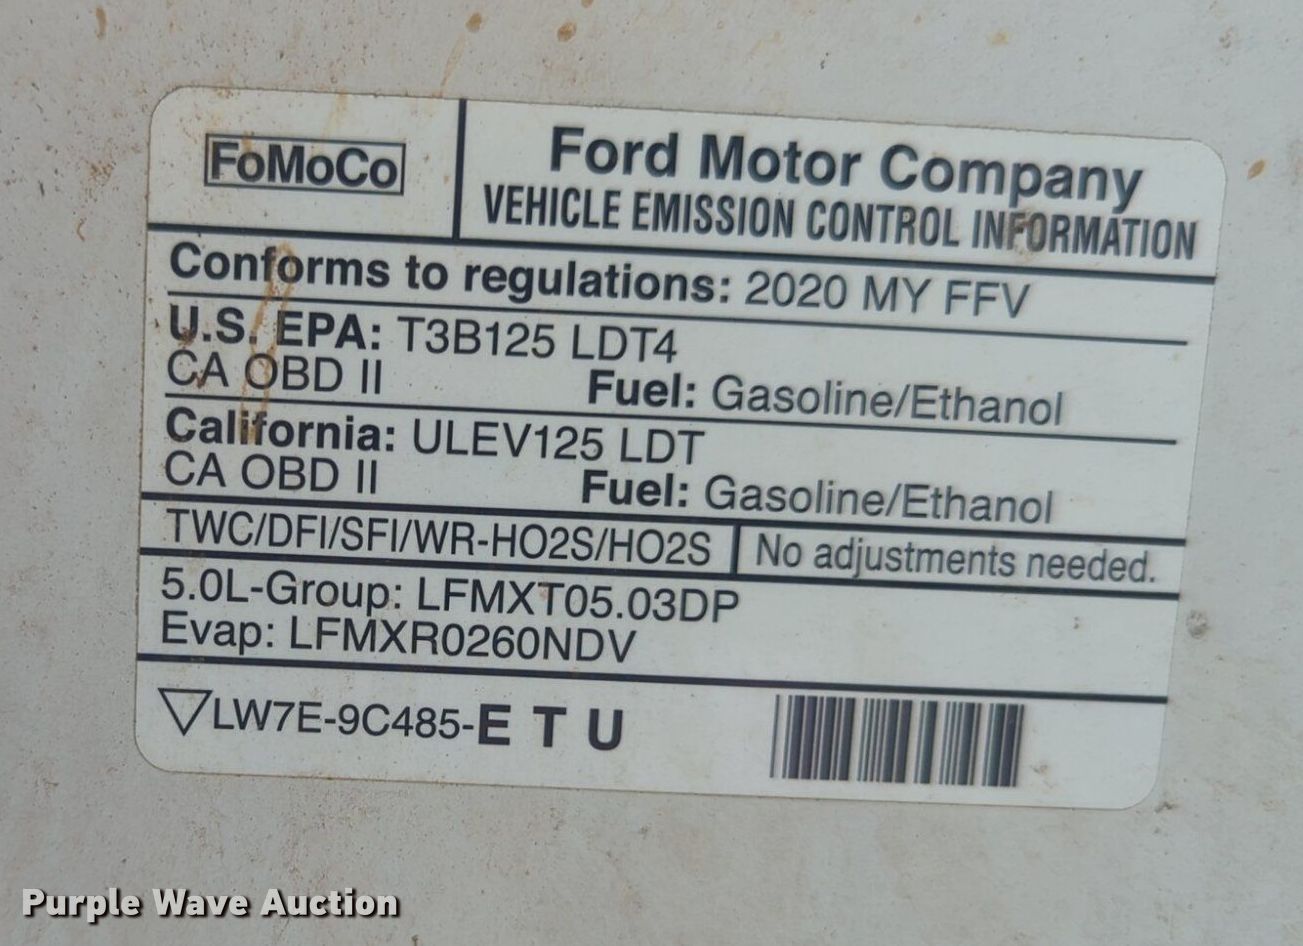 FoMoCo
Ford Motor Company
VEHICLE EMISSION CONTROL INFORMATION
Conforms to regulations: 2020 MY FFV
U.S. EPA: T3B125 LDT4
CA OBD II Fuel: Gasoline/Ethanol
California: ULEV125 LDT
CA OBD II Fuel: Gasoline/Ethanol
TWC/DFI/SFI/WR-HO2S/HO2S No adjustments needed.
5.0L-Group: LFMXT05.03DP
Evap: LFMXR0260NDV
LW7E-9C485-E T U
Purple Wave Auction